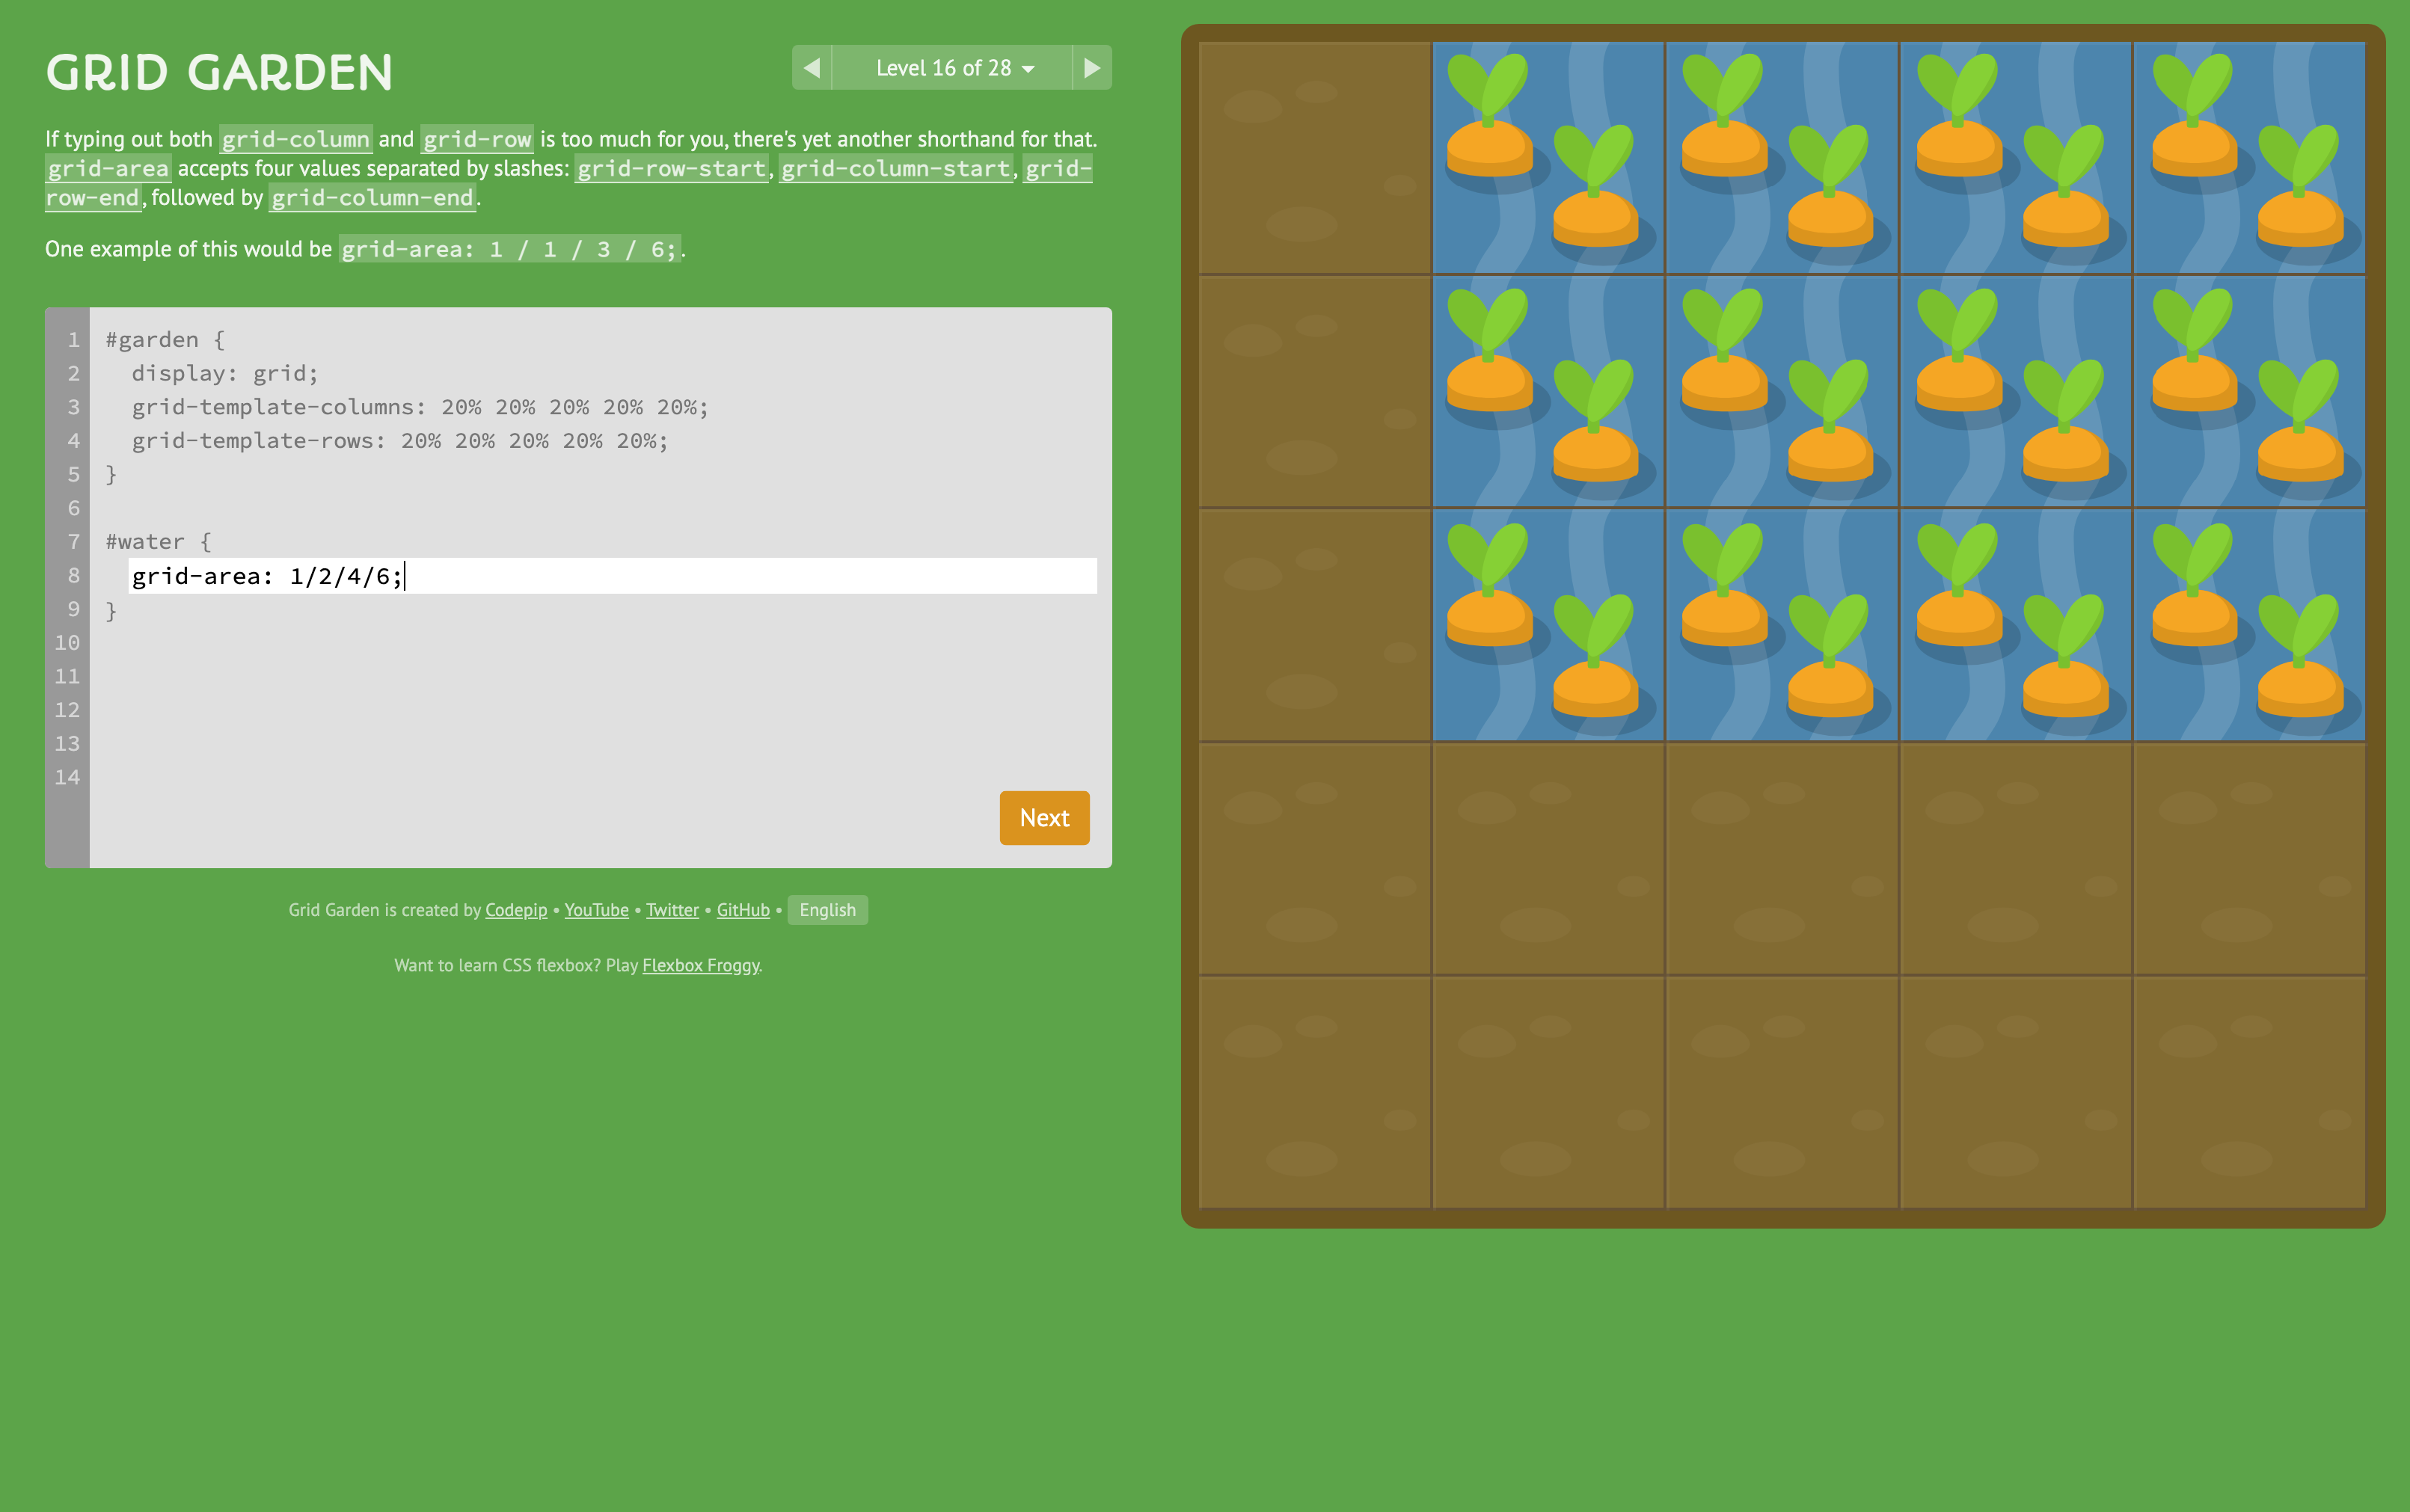 GRID GARDEN
Level 16 of 28
If typing out both grid-column and grid-row is too much for you, there's yet another shorthand for that.
grid-area accepts four values separated by slashes: grid-row-start, grid-column-start, grid-
row-end, followed by grid-column-end.
One example of this would be grid-area: 1 / 1 / 3 / 6;.
1 #garden {
2 display: grid;
3 grid-template-columns: 20% 20% 20% 20% 20%;
4 grid-template-rows: 20% 20% 20% 20% 20%;
5 }
6
7 #water {
8 grid-area: 1/2/4/6;
9 }
10
11
12
13
14
Next
Grid Garden is created by Codepip • YouTube • Twitter • GitHub • English
Want to learn CSS flexbox? Play Flexbox Froggy.